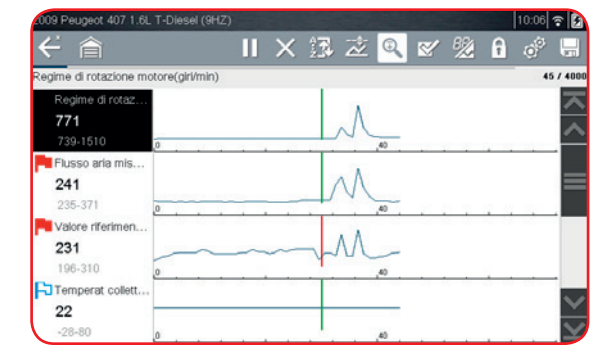 2009 Peugeot 407 1.6L T-Diesel (9HZ) 10:06
Regime di rotazione motore(giri/min) 45 / 4000
Regime di rotaz...
771
739-1510
0 40
Flusso aria mis...
241
235-371
0 40
Valore riferimen...
231
196-310
0 40
Temperat collett...
22
-28-80
0 40